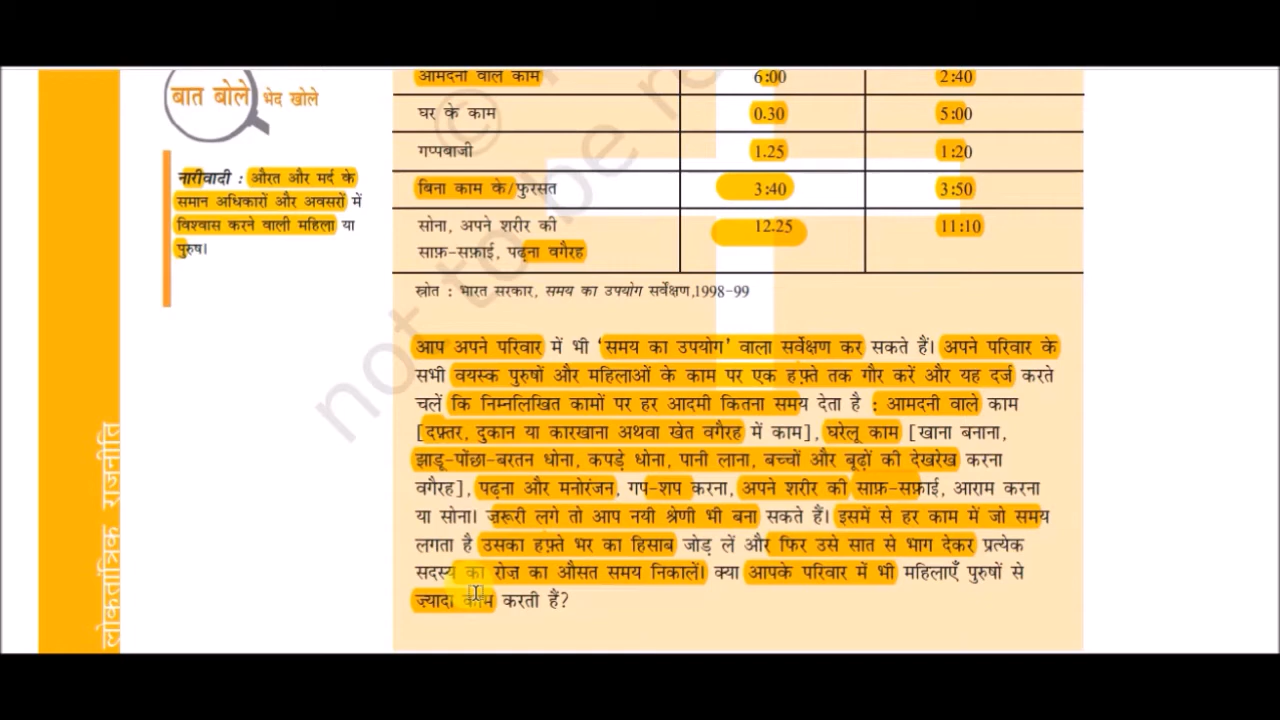 बात बोले भेद खोले
नारीवादी : औरत और मर्द के
समान अधिकारों और अवसरों में
विश्वास करने वाली महिला या
पुरुष।
लोकतांत्रिक राजनीति
आमदनी वाले काम 6:00 2:40
घर के काम 0.30 5:00
गप्पबाजी 1.25 1:20
बिना काम के/फुरसत 3:40 3:50
सोना, अपने शरीर की 12.25 11:10
साफ़-सफ़ाई, पढ़ना वगैरह
स्रोत : भारत सरकार, समय का उपयोग सर्वेक्षण,1998-99
आप अपने परिवार में भी ‘समय का उपयोग’ वाला सर्वेक्षण कर सकते हैं। अपने परिवार के
सभी वयस्क पुरुषों और महिलाओं के काम पर एक हफ़्ते तक गौर करें और यह दर्ज करते
चलें कि निम्नलिखित कामों पर हर आदमी कितना समय देता है : आमदनी वाले काम
[दफ़्तर, दुकान या कारखाना अथवा खेत वगैरह में काम], घरेलू काम [खाना बनाना,
झाडू-पोंछा-बरतन धोना, कपड़े धोना, पानी लाना, बच्चों और बूढ़ों की देखरेख करना
वगैरह], पढ़ना और मनोरंजन, गप-शप करना, अपने शरीर की साफ़-सफ़ाई, आराम करना
या सोना। ज़रूरी लगे तो आप नयी श्रेणी भी बना सकते हैं। इसमें से हर काम में जो समय
लगता है उसका हफ़्ते भर का हिसाब जोड़ लें और फिर उसे सात से भाग देकर प्रत्येक
सदस्य का रोज़ का औसत समय निकालें। क्या आपके परिवार में भी महिलाएँ पुरुषों से
ज़्यादा काम करती हैं?
© not to be